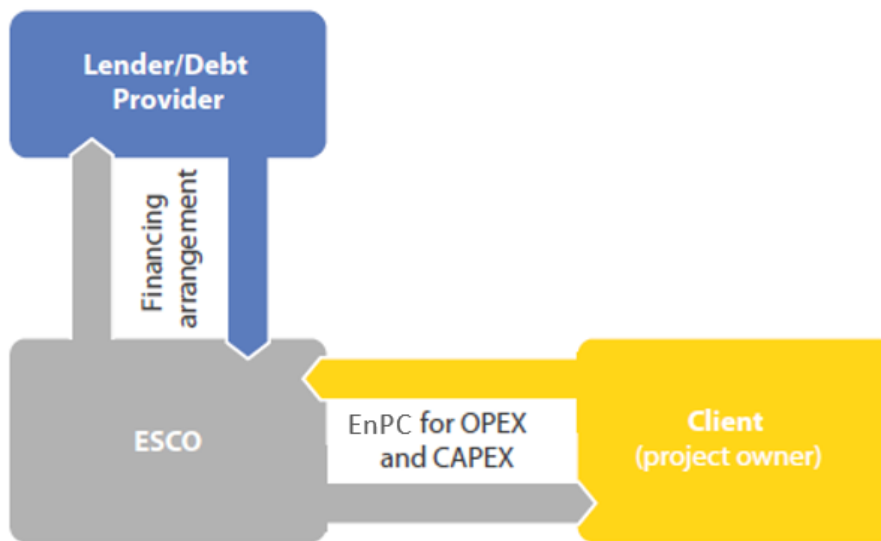 Lender/Debt
Provider
Financing
arrangement
ESCO
EnPC for OPEX
and CAPEX
Client
(project owner)